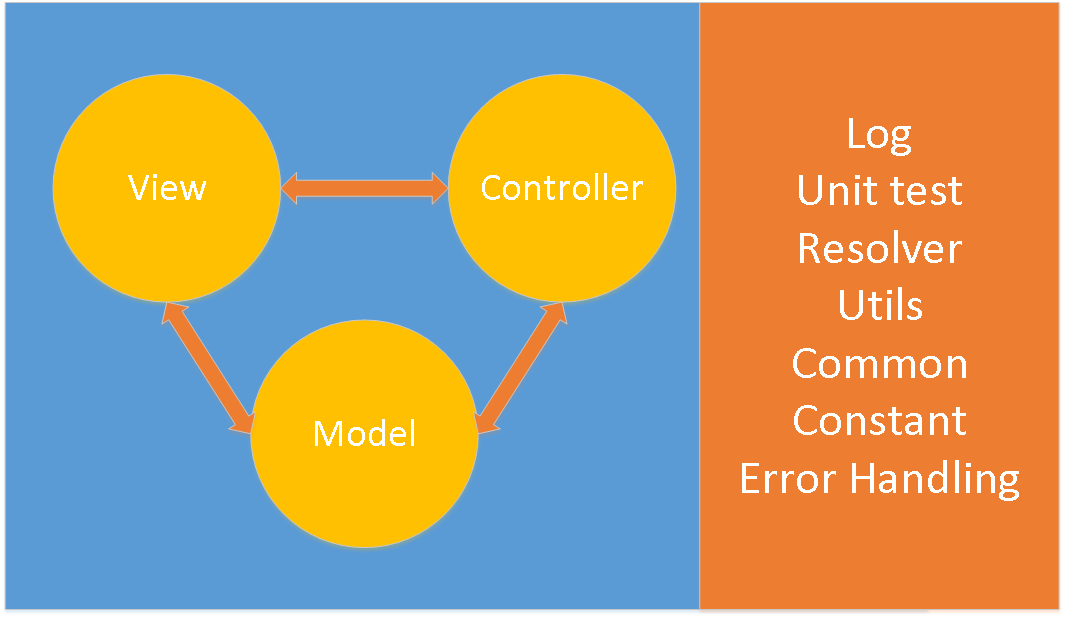 View
Controller
Model
Log
Unit test
Resolver
Utils
Common
Constant
Error Handling